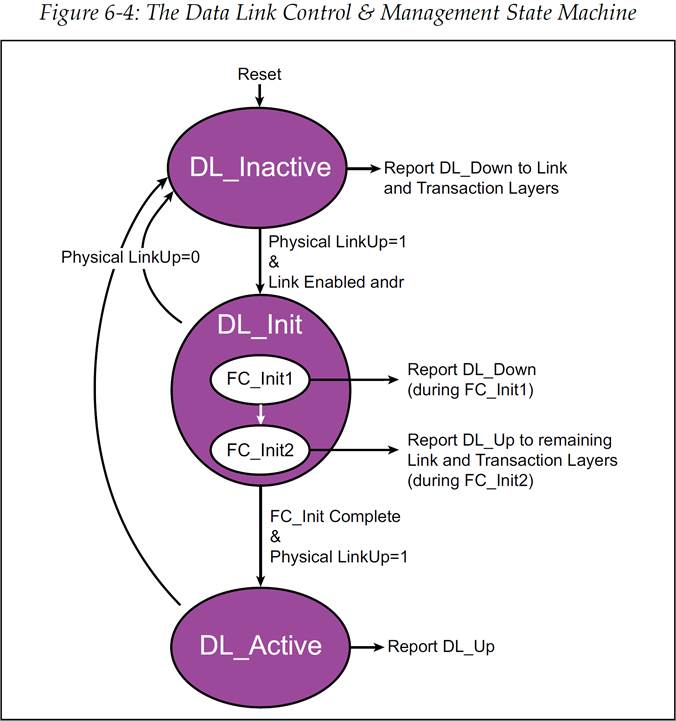 Figure 6-4: The Data Link Control & Management State Machine
Reset
DL_Inactive
Report DL_Down to Link
and Transaction Layers
Physical LinkUp=0
Physical LinkUp=1
&
Link Enabled andr
DL_Init
FC_Init1
Report DL_Down
(during FC_Init1)
FC_Init2
Report DL_Up to remaining
Link and Transaction Layers
(during FC_Init2)
FC_Init Complete
&
Physical LinkUp=1
DL_Active
Report DL_Up